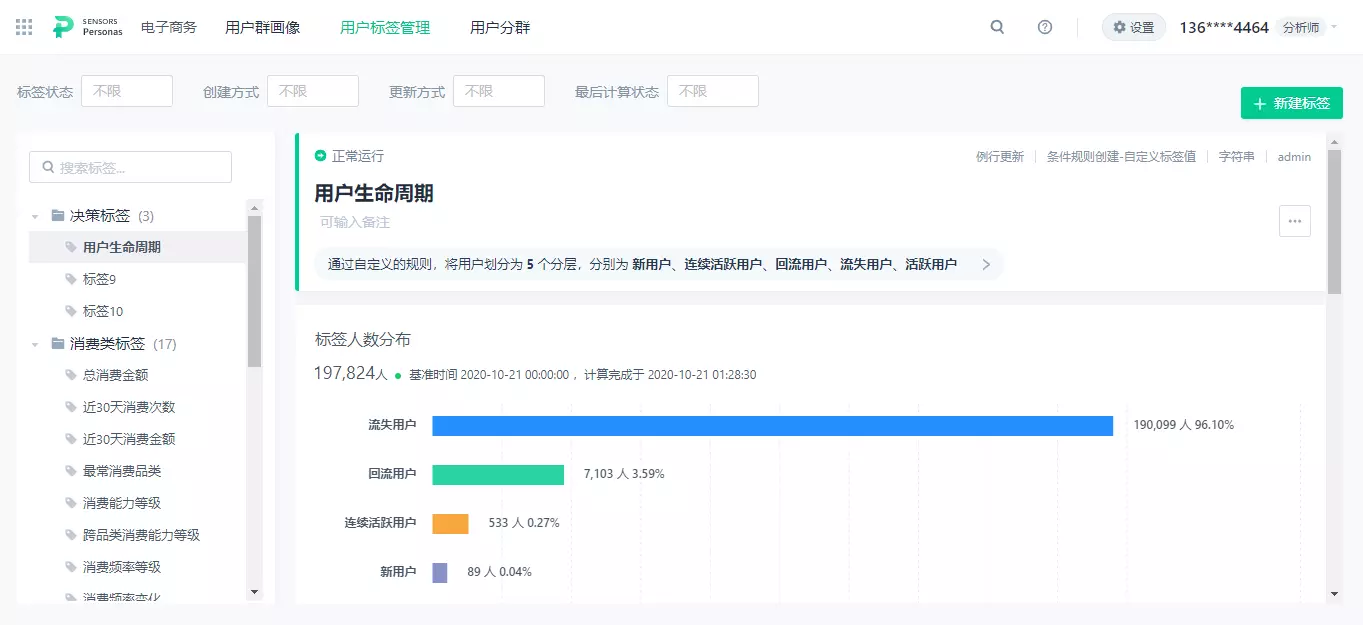 SENSORS
Personas
电子商务 用户群画像 用户标签管理 用户分群 设置 136****4464 分析师
标签状态 不限 创建方式 不限 更新方式 不限 最后计算状态 不限
+ 新建标签
搜索标签...
决策标签 (3)
用户生命周期
标签9
标签10
消费类标签 (17)
总消费金额
近30天消费次数
近30天消费金额
最常消费品类
消费能力等级
跨品类消费能力等级
消费频率等级
消费频率变化
正常运行 例行更新 条件规则创建-自定义标签值 字符串 admin
用户生命周期
可输入备注
通过自定义的规则，将用户划分为 5 个分层，分别为 新用户、连续活跃用户、回流用户、流失用户、活跃用户
标签人数分布
197,824人 基准时间 2020-10-21 00:00:00 ，计算完成于 2020-10-21 01:28:30
流失用户 190,099 人 96.10%
回流用户 7,103 人 3.59%
连续活跃用户 533 人 0.27%
新用户 89 人 0.04%